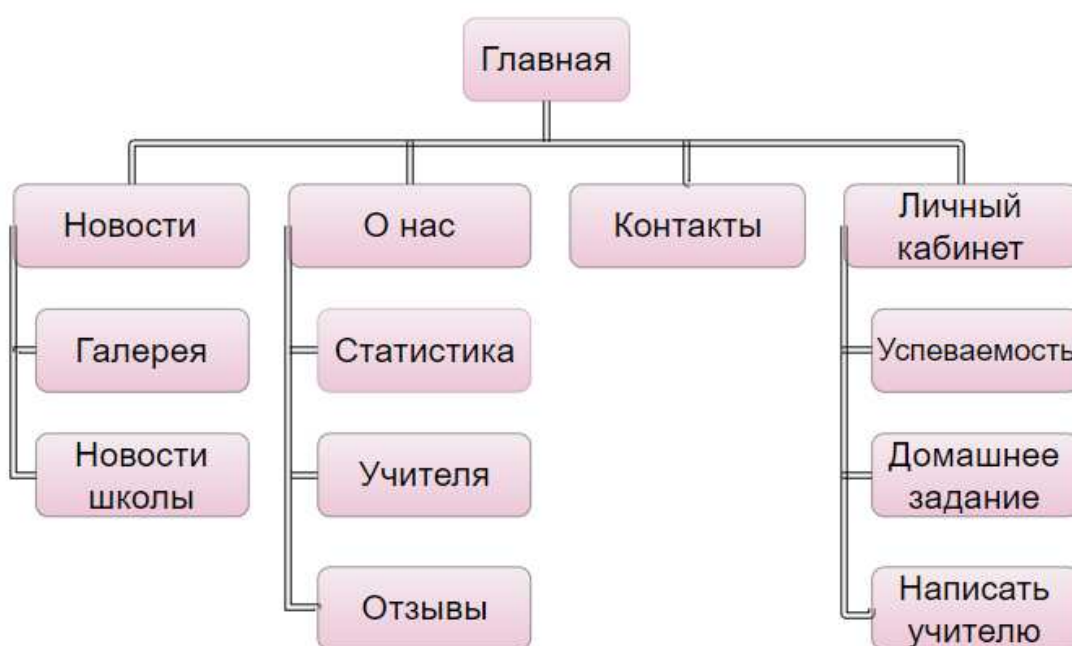 Главная
Новости
О нас
Контакты
Личный
кабинет
Галерея
Статистика
Успеваемость
Новости
школы
Учителя
Домашнее
задание
Отзывы
Написать
учителю